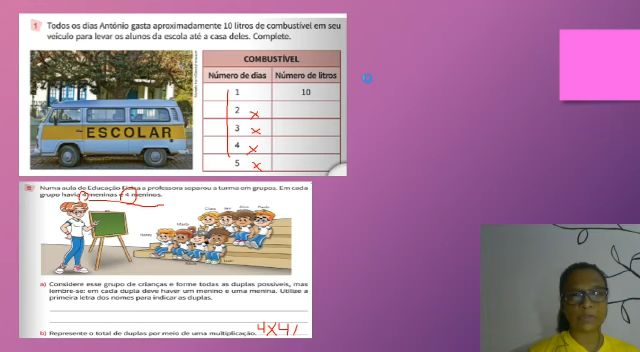 1 Todos os dias Antônio gasta aproximadamente 10 litros de combustível em seu
veículo para levar os alunos da escola até a casa deles. Complete.
COMBUSTÍVEL
Número de dias Número de litros
1 10
2 x
3 x
4 x
5 x
ESCOLAR
Numa aula de Educação Física a professora separou a turma em grupos. Em cada
grupo havia 4 meninas e 4 meninos.
a) Considere esse grupo de crianças e forme todas as duplas possíveis, mas
lembre-se: em cada dupla deve haver um menino e uma menina. Utilize a
primeira letra dos nomes para indicar as duplas.
b) Represente o total de duplas por meio de uma multiplicação. 4X4/